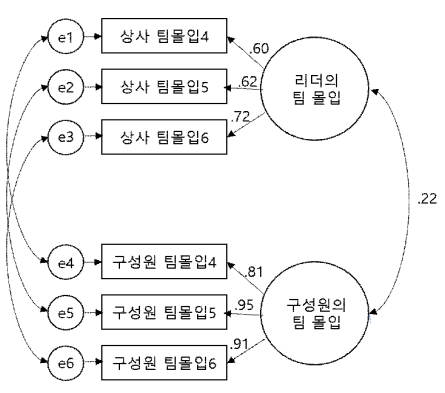 e1
상사 팀몰입4
.60
e2
상사 팀몰입5
.62
리더의
팀 몰입
e3
상사 팀몰입6
.72
.22
e4
구성원 팀몰입4
.81
e5
구성원 팀몰입5
.95
구성원의
팀 몰입
e6
구성원 팀몰입6
.91